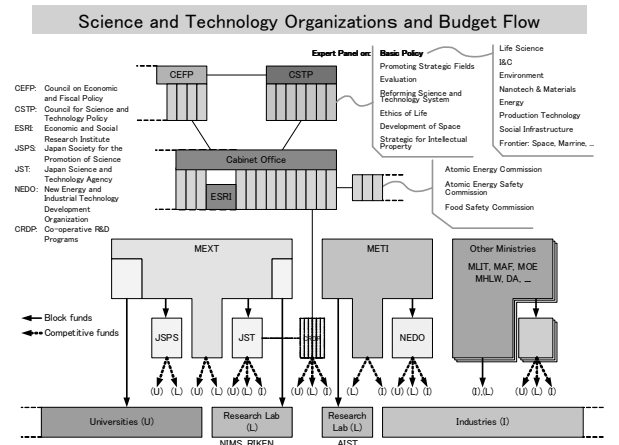 Science and Technology Organizations and Budget Flow
Expert Panel on:
Basic Policy
Promoting Strategic Fields
Evaluation
Reforming Science and
Technology System
Ethics of Life
Development of Space
Strategic for Intellectual
Property
Life Science
I&C
Environment
Nanotech & Materials
Energy
Production Technology
Social Infrastructure
Frontier: Space, Marrine, ...
CEFP
CSTP
CEFP: Council on Economic
and Fiscal Policy
CSTP: Council for Science and
Technology Policy
ESRI: Economic and Social
Research Institute
JSPS: Japan Society for the
Promotion of Science
JST: Japan Science and
Technology Agency
NEDO: New Energy and
Industrial Technology
Development
Organization
CRDP: Co-operative R&D
Programs
Cabinet Office
ESRI
Atomic Energy Commission
Atomic Energy Safety
Commission
Food Safety Commission
MEXT
METI
Other Ministries
MLIT, MAF, MOE
MHLW, DA, ...
Block funds
Competitive funds
JSPS
JST
CRDP
NEDO
(U) (L)
(U) (L)
(U) (L) (I)
(U) (L) (I)
(L) (I)
(U) (L) (I)
(I),(L)
(U) (L) (I)
Universities (U)
Research Lab
(L)
Research
Lab (L)
Industries (I)
NIMS, RIKEN,
AIST